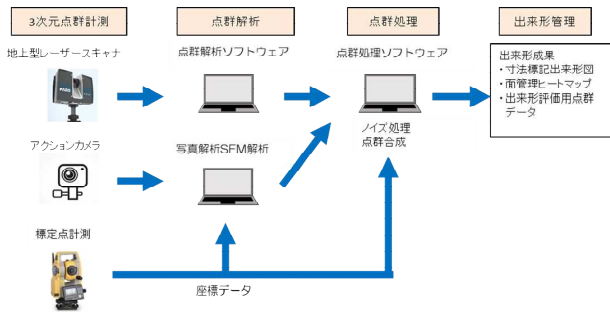 3次元点群計測
点群解析
点群処理
出来形管理
地上型レーザースキャナ
点群解析ソフトウェア
点群処理ソフトウェア
出来形成果
・寸法標記出来形図
・面管理ヒートマップ
・出来形評価用点群
データ
ノイズ処理
点群合成
アクションカメラ
写真解析SFM解析
標定点計測
座標データ